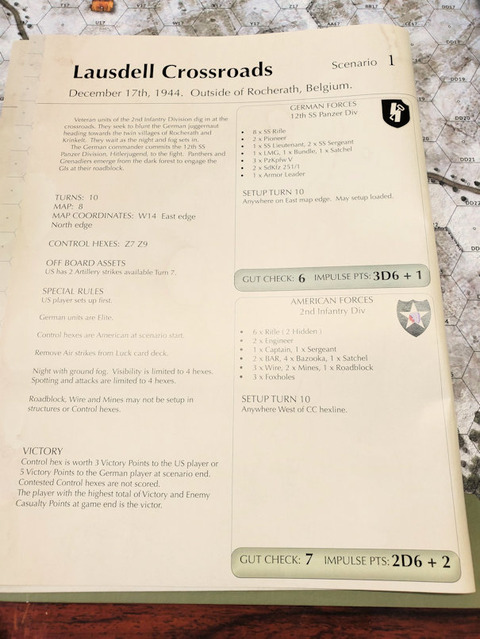 Lausdell Crossroads
Scenario 1
December 17th, 1944. Outside of Rocherath, Belgium.
Veteran units of the 2nd Infantry Division dig in at the
crossroads. They seek to blunt the German juggernaut
heading towards the twin villages of Rocherath and
Krinkelt. They wait as the night and fog sets in.
The German commander commits the 12th SS
Panzer Division, Hitlerjugend, to the fight. Panthers and
Grenadiers emerge from the dark forest to engage the
GIs at their roadblock.
TURNS: 10
MAP: 8
MAP COORDINATES: W14 East edge
North edge
CONTROL HEXES: Z7 Z9
OFF BOARD ASSETS
US has 2 Artillery strikes available Turn 7.
SPECIAL RULES
US player sets up first.
German units are Elite.
Control hexes are American at scenario start.
Remove Air strikes from Luck card deck.
Night with ground fog. Visibility is limited to 4 hexes.
Spotting and attacks are limited to 4 hexes.
Roadblock, Wire and Mines may not be setup in
structures or Control hexes.
VICTORY
Control hex is worth 3 Victory Points to the US player or
5 Victory Points to the German player at scenario end.
Contested Control hexes are not scored.
The player with the highest total of Victory and Enemy
Casualty Points at game end is the victor.
GERMAN FORCES
12th SS Panzer Div
• 8 x SS Rifle
• 2 x Pioneer
• 1 x SS Lieutenant, 2 x SS Sergeant
• 1 x LMG, 1 x Bundle, 1 x Satchel
• 3 x PzKpfw V
• 2 x SdKfz 251/1
• 1 x Armor Leader
SETUP TURN 10
Anywhere on East map edge. May setup loaded.
GUT CHECK: 6 IMPULSE PTS: 3D6 + 1
AMERICAN FORCES
2nd Infantry Div
• 6 x Rifle ( 2 Hidden )
• 2 x Engineer
• 1 x Captain, 1 x Sergeant
• 2 x BAR, 4 x Bazooka, 1 x Satchel
• 3 x Wire, 2 x Mines, 1 x Roadblock
• 3 x Foxholes
SETUP TURN 10
Anywhere West of CC hexline.
GUT CHECK: 7 IMPULSE PTS: 2D6 + 2